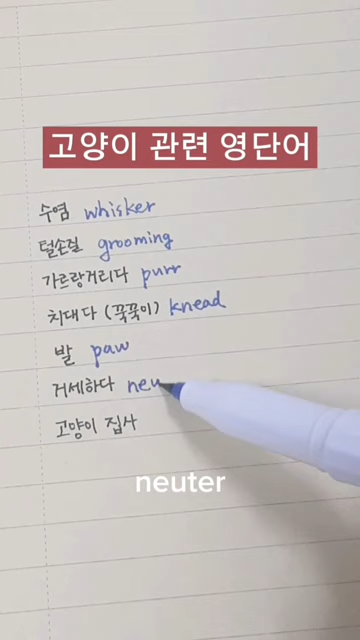 고양이 관련 영단어
수염 whisker
털손질 grooming
가르랑거리다 purr
치대다 (꾹꾹이) knead
발 paw
거세하다 neu
고양이 집사
neuter